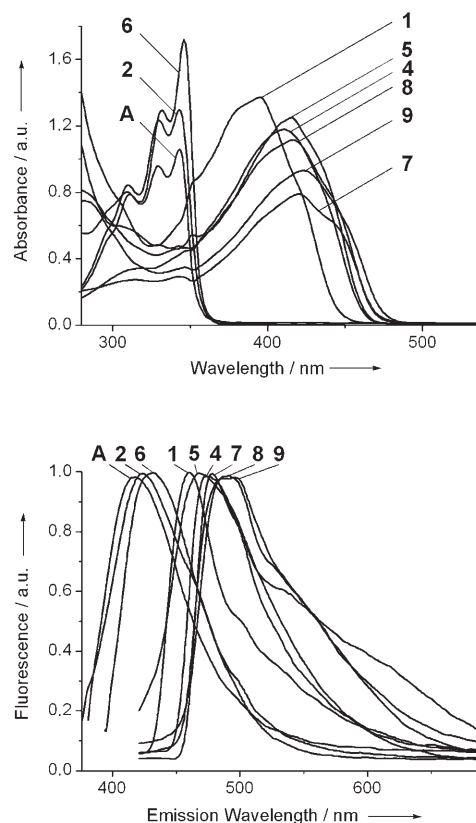 6
1
2
5
4
A
8
9
7
Absorbance / a.u.
1.6
1.2
0.8
0.4
0.0
300 400 500
Wavelength / nm
A 2 6 1 5 4 7 8 9
Fluorescence / a.u.
1.0
0.8
0.6
0.4
0.2
0.0
400 500 600
Emission Wavelength / nm